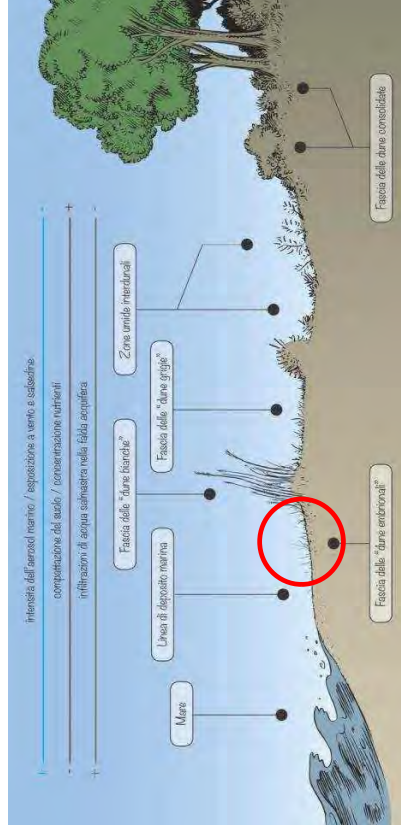 intensità dell'aerosol marino / esposizione a vento e salsedine
+ -
compattazione del suolo / concentrazione nutrienti
- +
infiltrazioni di acqua salmastra nella falda acquifera
+ -
Fascia delle "dune bianche"
Zone umide interdunali
Linea di deposito marina
Fascia delle "dune grigie"
Mare
Fascia delle "dune embrionali"
Fascia delle dune consolidate